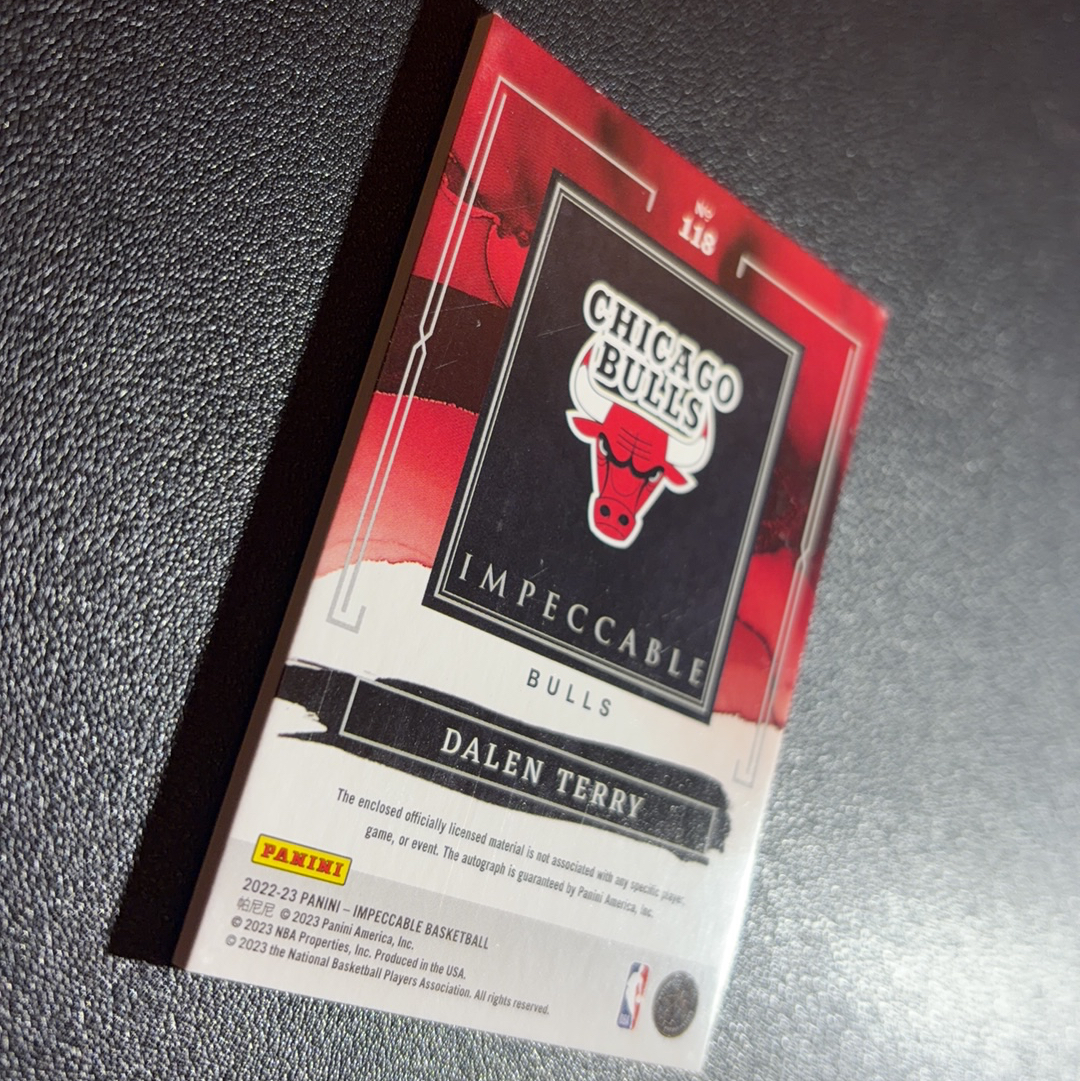 No
118
CHICAGO
BULLS
IMPECCABLE
BULLS
DALEN TERRY
The enclosed officially licensed material is not associated with any specific player,
game, or event. The autograph is guaranteed by Panini America, Inc.
PANINI
2022-23 PANINI – IMPECCABLE BASKETBALL
帕尼尼 © 2023 Panini America, Inc.
© 2023 NBA Properties, Inc. Produced in the USA.
© 2023 the National Basketball Players Association. All rights reserved.